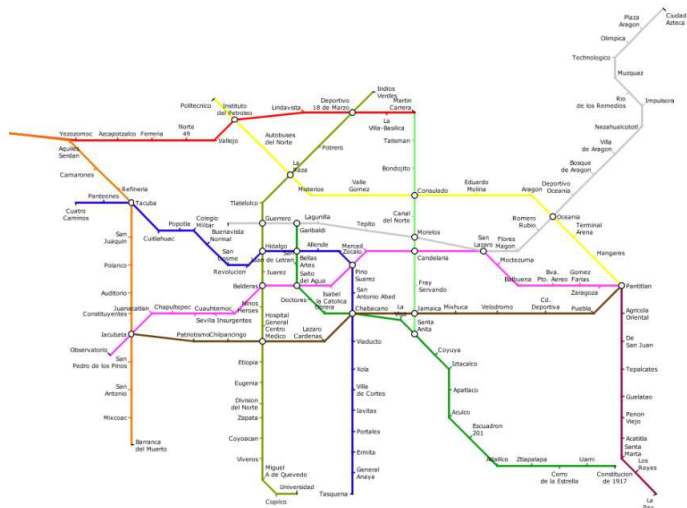 Ciudad
Azteca
Plaza
Aragon
Olimpica
Technologico
Muzquez
Rio
de los Remedios
Impulsora
Nezahualcototl
Villa
de Aragon
Bosque
de Aragon
Deportivo
Oceania
Oceania
Romero
Rubio
Terminal
Arena
Hangares
Pantitlan
Indios
Verdes
Politecnico
Instituto
del Petroleo
Lindavista
Deportivo
18 de Marzo
Martin
Carrera
La
Villa-Basilica
Talisman
Bondojito
Consulado
Eduardo
Molina
Aragon
Yezozomoc
Azcapotzalco
Ferreria
Norte
49
Vallejo
Autobuses
del Norte
Potrero
La
Raza
Misterios
Valle
Gomez
Aquiles
Serdan
Camarones
Refineria
Tacuba
Panteones
Cuatro
Caminos
Popotle
Cuitlahuac
Colegio
Militar
Buenavista
Normal
San
Cosme
Revolucion
Tlatelolco
Guerrero
Lagunilla
Garibaldi
Tepito
Canal
del Norte
Morelos
Hidalgo
San
Juan de Letran
Allende
Bellas
Artes
Merced
Zocalo
Candelaria
San
Lazaro
Flores
Magon
Moctezuma
Balbuena
Bva.
Pto. Aereo
Gomez
Farias
Zaragoza
San
Joaquin
Polanco
Auditorio
Constituyentes
Juarez
Salto
del Agua
Pino
Suarez
Balderas
Doctores
Isabel
la Catolica
San
Antonio Abad
Frey
Servando
Juanacatlan
Chapultepec
Cuauhtemoc
Sevilla
Insurgentes
Ninos
Heroes
Obrera
Chabecano
La
Viga
Jamaica
Mixhuca
Velodromo
Cd.
Deportiva
Puebla
Iacubata
Patriotismo
Chilpancingo
Hospital
General
Centro
Medico
Lazaro
Cardenas
Santa
Anita
Observatorio
San
Pedro de los Pinos
San
Antonio
Mixcoac
Barranca
del Muerto
Etiopia
Eugenia
Division
del Norte
Zapata
Coyoacan
Viveros
Miguel
A de Quevedo
Universidad
Copilco
Viaducto
Xola
Villa
de Cortes
Iavitas
Portales
Ermita
General
Anaya
Tasquena
Coyuya
Iztacalco
Apatlaco
Aculco
Escuadron
201
Atlalilco
Ztlapalapa
Cerro
de la Estrella
Uami
Constitucion
de 1917
Agricola
Oriental
De
San Juan
Tepalcates
Guelatao
Penon
Viejo
Acatitla
Santa
Marta
Los
Reyes
La